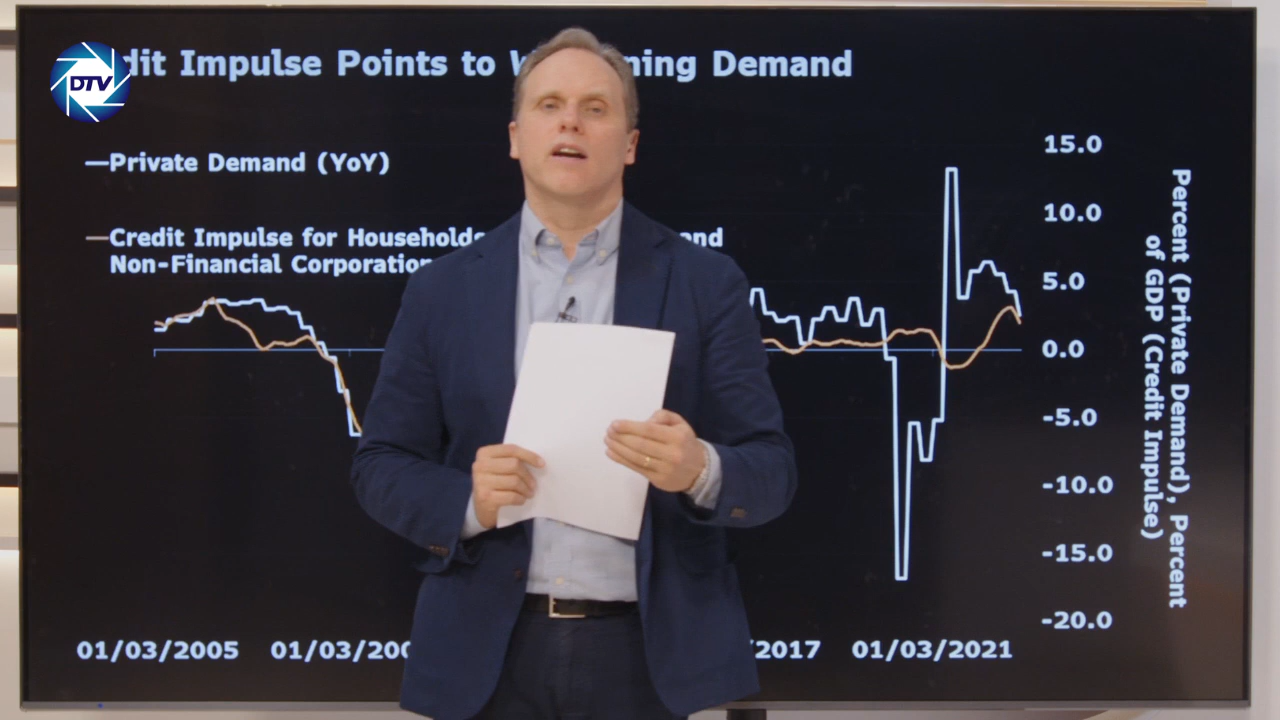 DTV
dit Impulse Points to W ning Demand
Private Demand (YoY)
Credit Impulse for Households nd
Non-Financial Corporation
15.0
10.0
5.0
0.0
-5.0
-10.0
-15.0
-20.0
Percent (Private Demand), Percent
of GDP (Credit Impulse)
01/03/2005 01/03/200 /2017 01/03/2021